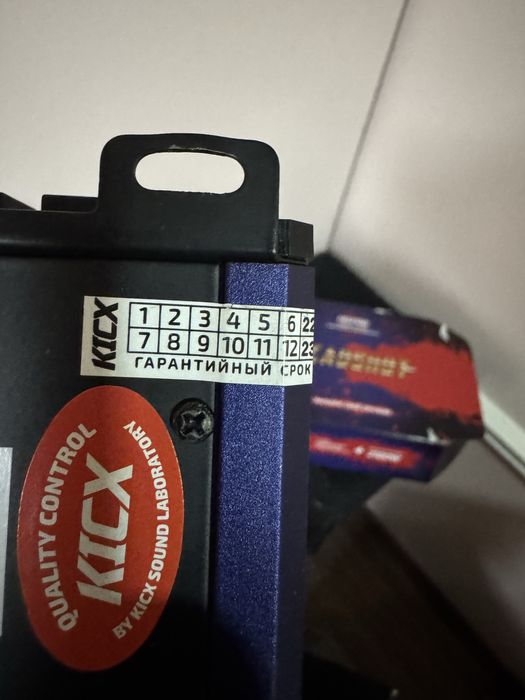 KICX
1 2 3 4 5 6 22
7 8 9 10 11 12 23
ГАРАНТИЙНЫЙ СРОК
QUALITY CONTROL
KICX
BY KICX SOUND LABORATORY